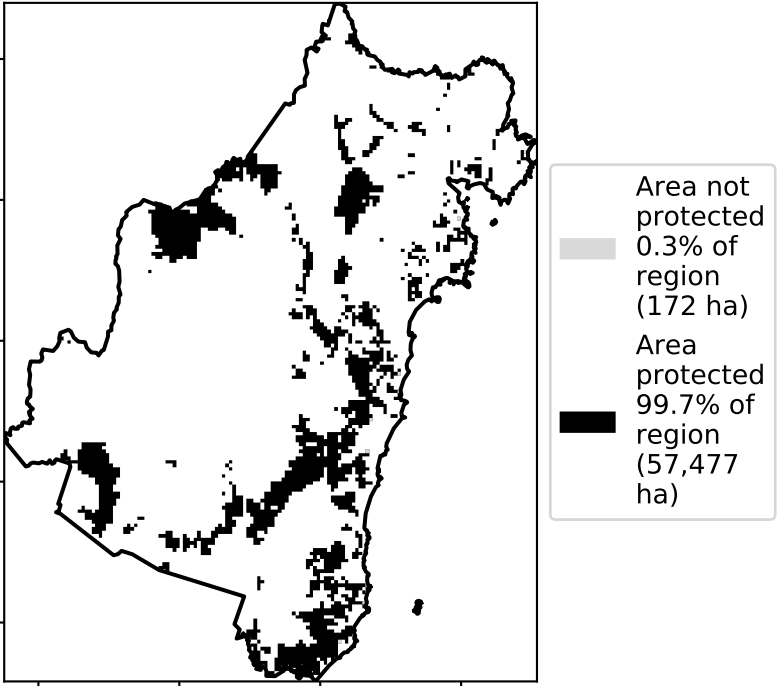 Area not
protected
0.3% of
region
(172 ha)
Area
protected
99.7% of
region
(57,477
ha)